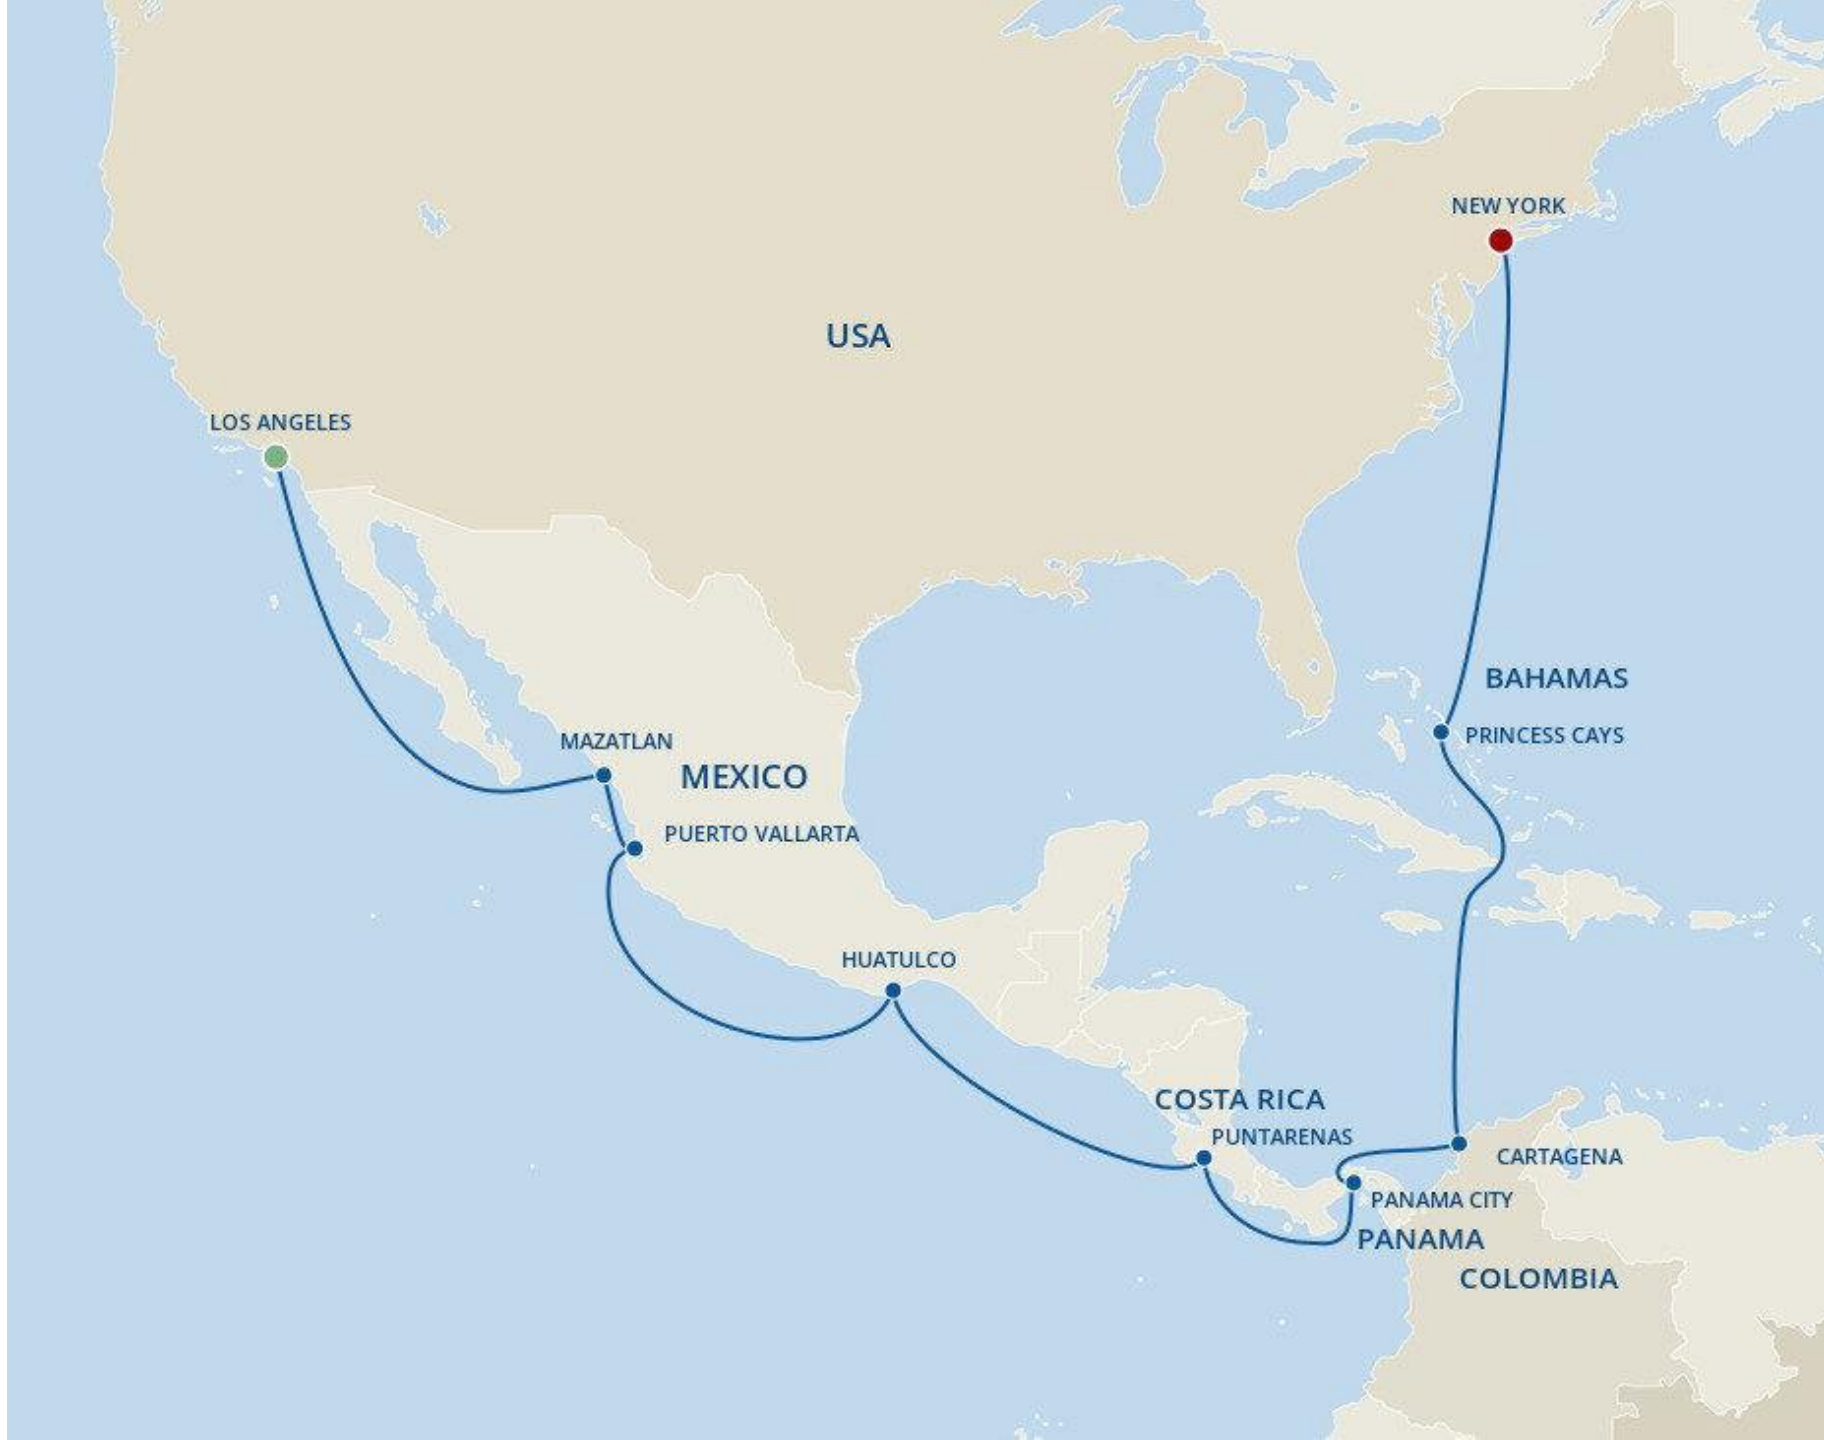 NEW YORK
USA
LOS ANGELES
BAHAMAS
PRINCESS CAYS
MAZATLAN
MEXICO
PUERTO VALLARTA
HUATULCO
COSTA RICA
PUNTARENAS
CARTAGENA
PANAMA CITY
PANAMA
COLOMBIA